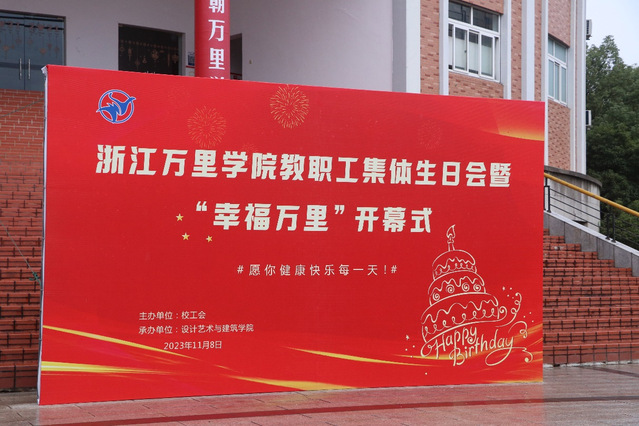 朝万里
浙江万里学院教职工集体生日会暨
“幸福万里”开幕式
#愿你健康快乐每一天!#
主办单位：校工会
承办单位：设计艺术与建筑学院
2023年11月8日
Happy
Birthday